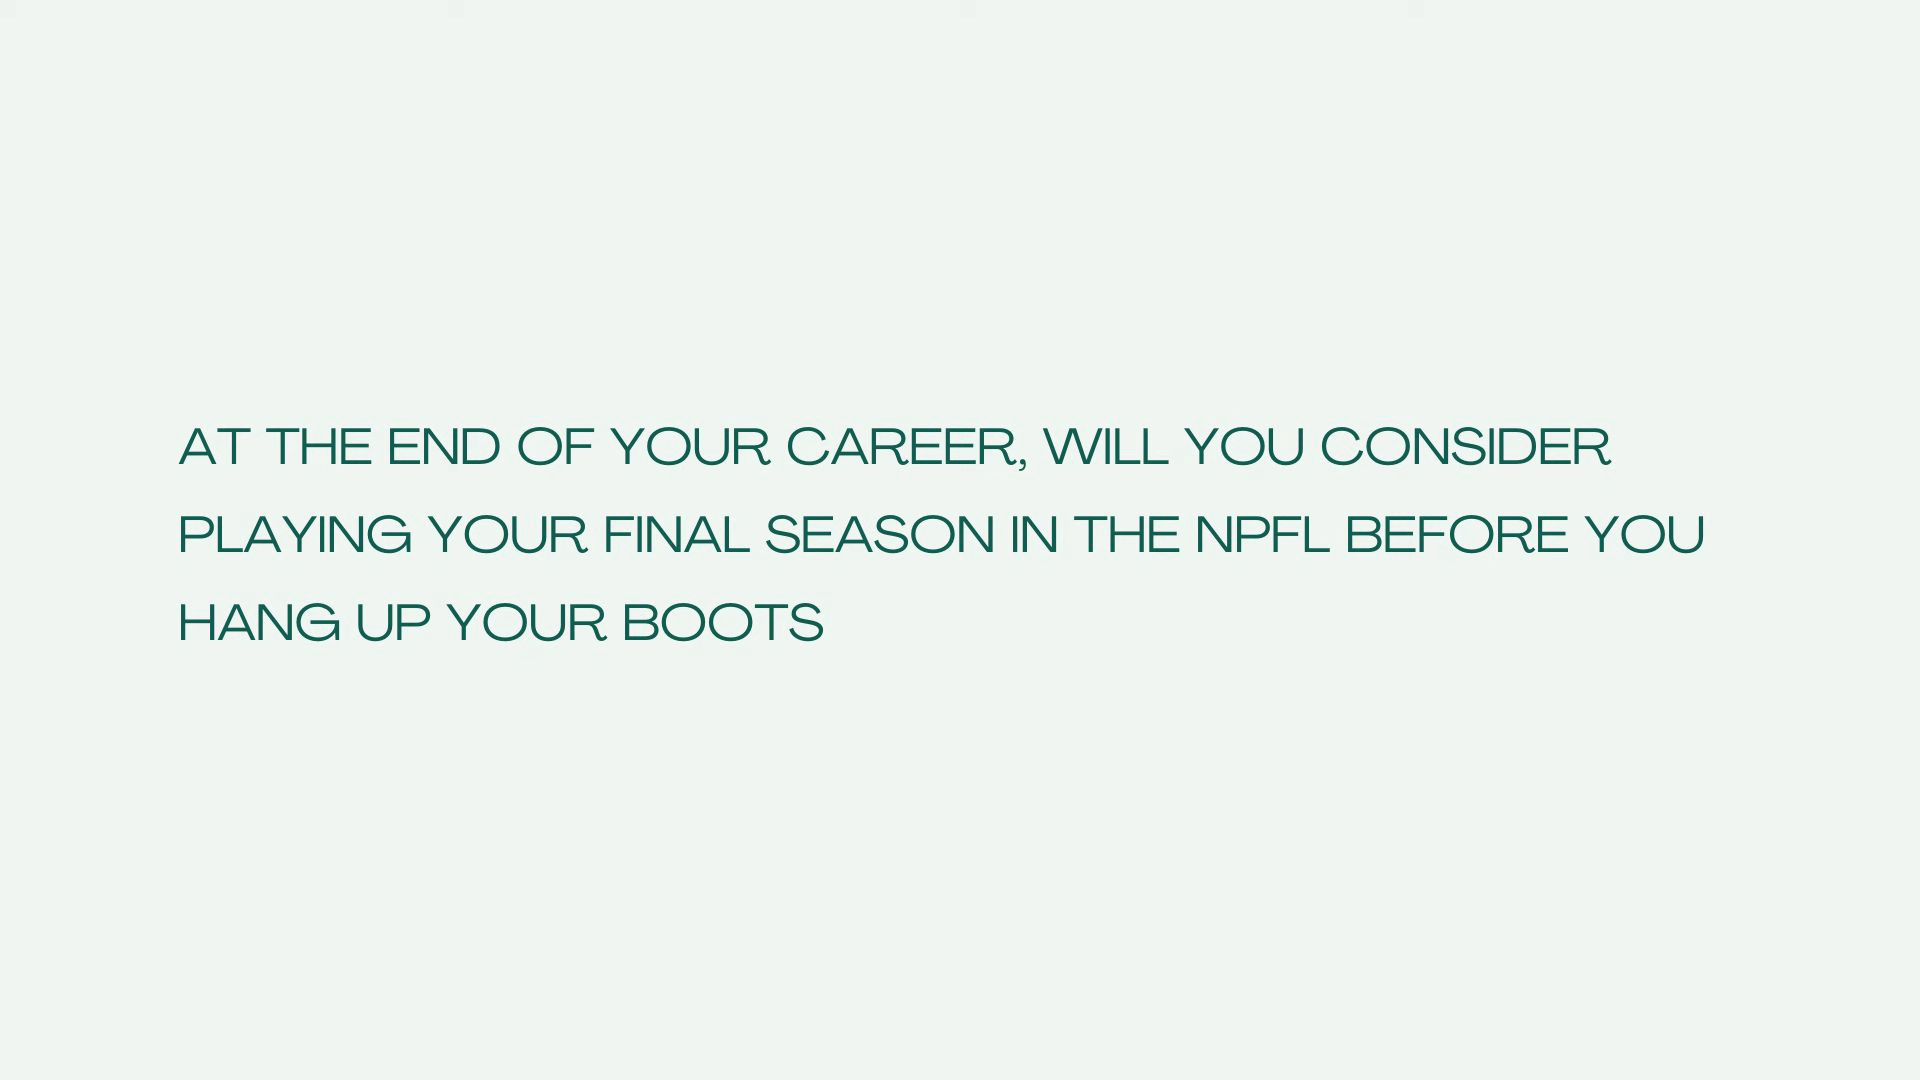 AT THE END OF YOUR CAREER, WILL YOU CONSIDER
PLAYING YOUR FINAL SEASON IN THE NPFL BEFORE YOU
HANG UP YOUR BOOTS